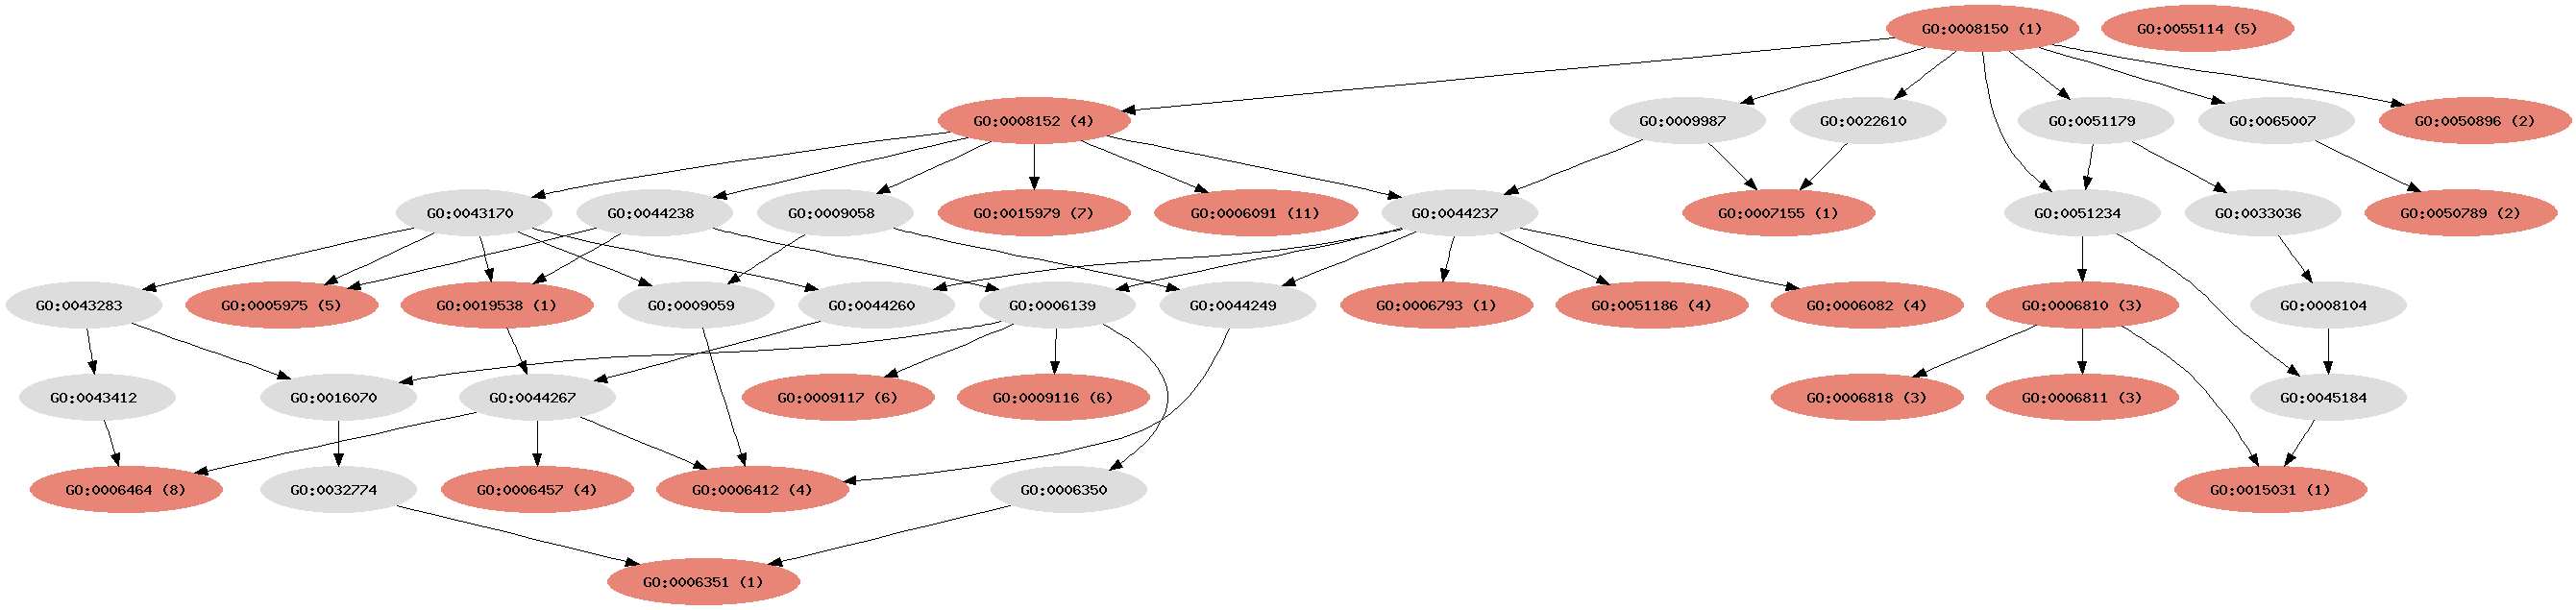 GO:0008150 (1)
GO:0055114 (5)
GO:0008152 (4)
GO:0009987
GO:0022610
GO:0051179
GO:0065007
GO:0050896 (2)
GO:0043170
GO:0044238
GO:0009058
GO:0015979 (7)
GO:0006091 (11)
GO:0044237
GO:0007155 (1)
GO:0051234
GO:0033036
GO:0050789 (2)
GO:0043283
GO:0005975 (5)
GO:0019538 (1)
GO:0009059
GO:0044260
GO:0006139
GO:0044249
GO:0006793 (1)
GO:0051186 (4)
GO:0006082 (4)
GO:0006810 (3)
GO:0008104
GO:0043412
GO:0016070
GO:0044267
GO:0009117 (6)
GO:0009116 (6)
GO:0006818 (3)
GO:0006811 (3)
GO:0045184
GO:0006464 (8)
GO:0032774
GO:0006457 (4)
GO:0006412 (4)
GO:0006350
GO:0015031 (1)
GO:0006351 (1)